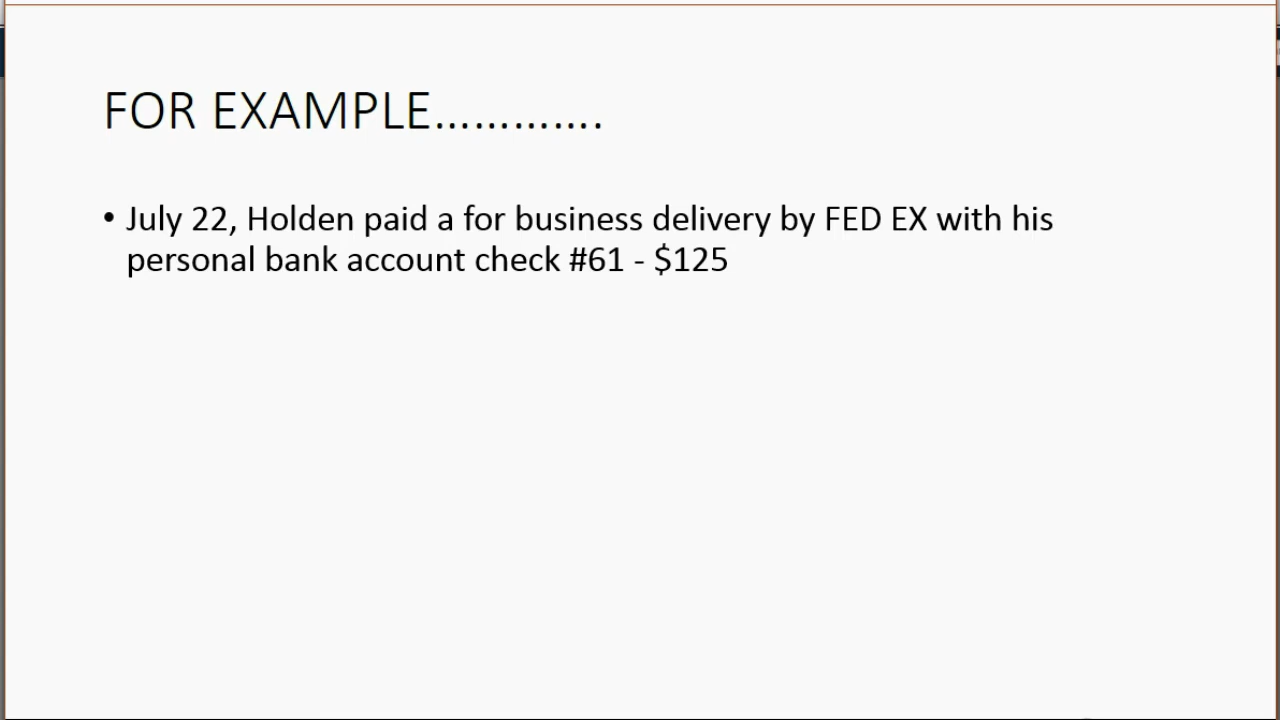 FOR EXAMPLE………….
• July 22, Holden paid a for business delivery by FED EX with his
personal bank account check #61 - $125